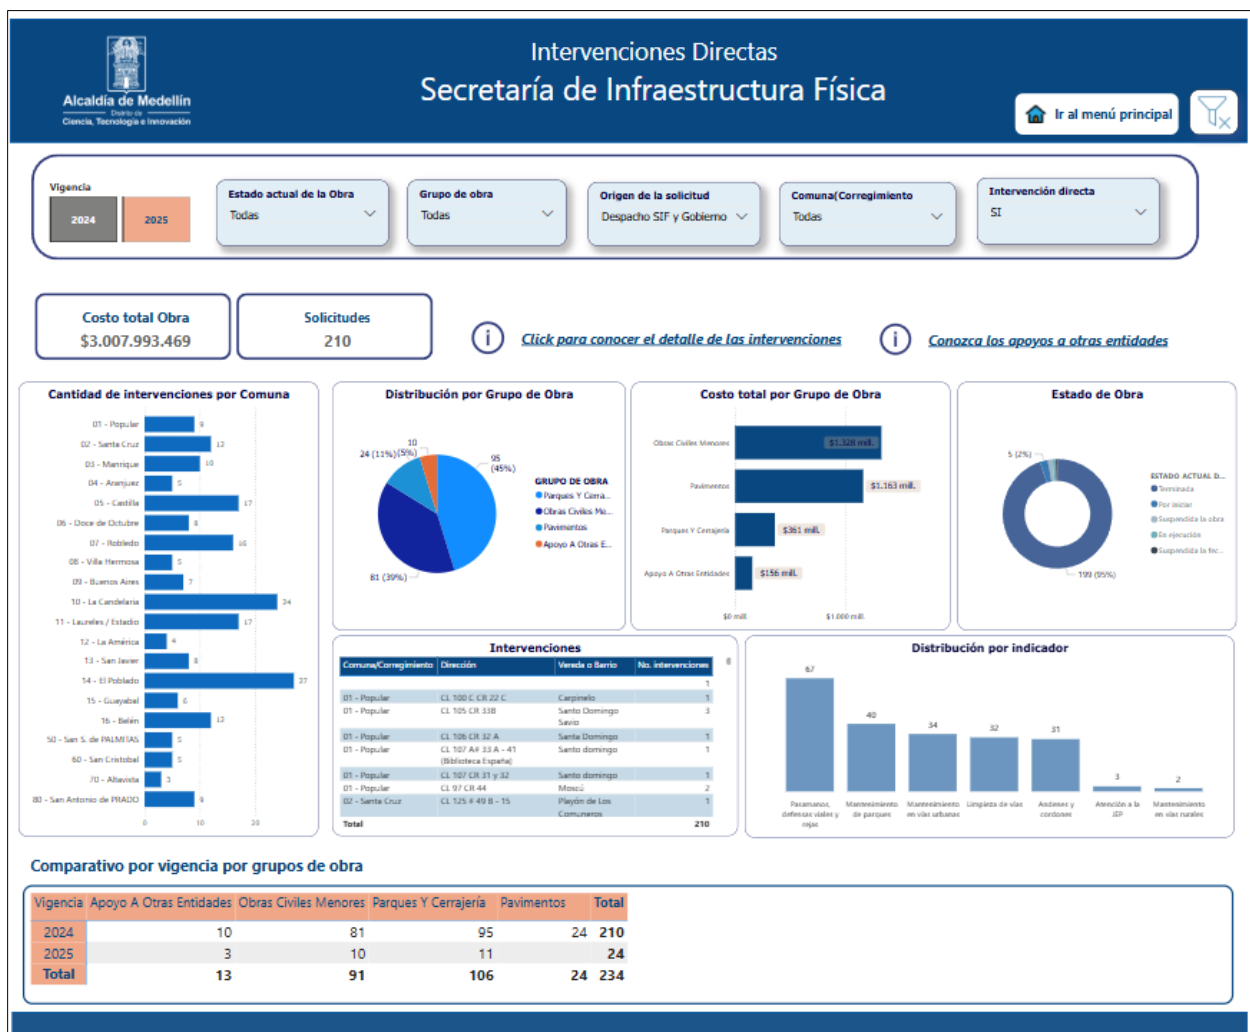 Intervenciones Directas
Secretaría de Infraestructura Física
Alcaldía de Medellín
Distrito de
Ciencia, Tecnología e Innovación
Ir al menú principal
Vigencia
2024
2025
Estado actual de la Obra
Todas
Grupo de obra
Todas
Origen de la solicitud
Despacho SIF y Gobierno
Comuna(Corregimiento
Todas
Intervención directa
SI
Costo total Obra
$3.007.993.469
Solicitudes
210
i
Click para conocer el detalle de las intervenciones
i
Conozca los apoyos a otras entidades
Cantidad de intervenciones por Comuna
01 - Popular 9
02 - Santa Cruz 12
03 - Manrique 10
04 - Aranjuez 5
05 - Castilla 17
06 - Doce de Octubre 8
07 - Robledo 16
08 - Villa Hermosa 5
09 - Buenos Aires 7
10 - La Candelaria 24
11 - Laureles / Estadio 17
12 - La América 4
13 - San Javier 8
14 - El Poblado 27
15 - Guayabal 6
16 - Belén 12
50 - San S. de PALMITAS 5
60 - San Cristobal 5
70 - Altavista 3
80 - San Antonio de PRADO 9
0 10 20
Distribución por Grupo de Obra
10
(5%)
24 (11%)
95
(45%)
81 (39%)
GRUPO DE OBRA
Parques Y Cerra...
Obras Civiles Me...
Pavimentos
Apoyo A Otras E...
Costo total por Grupo de Obra
Obras Civiles Menores $1.328 mill.
Pavimentos $1.163 mill.
Parques Y Cerrajería $361 mill.
Apoyo A Otras Entidades $156 mill.
$0 mill. $1.000 mill.
Estado de Obra
5 (2%)
199 (95%)
ESTADO ACTUAL D...
Terminada
Por iniciar
Suspendida la obra
En ejecución
Suspendida la fec...
Intervenciones
Comuna/Corregimiento Dirección Vereda o Barrio No. intervenciones
1
01 - Popular CL 100 C CR 22 C Carpinelo 1
01 - Popular CL 105 CR 33B Santo Domingo 3
Savio
01 - Popular CL 106 CR 32 A Santa Domingo 1
01 - Popular CL 107 A# 33 A - 41 Santo domingo 1
(Biblioteca España)
01 - Popular CL 107 CR 31 y 32 Santo domingo 1
01 - Popular CL 97 CR 44 Moscú 2
02 - Santa Cruz CL 125 # 49 B - 15 Playón de Los 1
Comuneros
Total 210
Distribución por indicador
67 40 34 32 31 3 2
Pasamanos, Mantenimiento Mantenimiento Limpieza de vías Andenes y Atención a la Mantenimiento
defensas viales y de parques en vías urbanas cordones JEP en vías rurales
rejas
Comparativo por vigencia por grupos de obra
Vigencia Apoyo A Otras Entidades Obras Civiles Menores Parques Y Cerrajería Pavimentos Total
2024 10 81 95 24 210
2025 3 10 11 24
Total 13 91 106 24 234